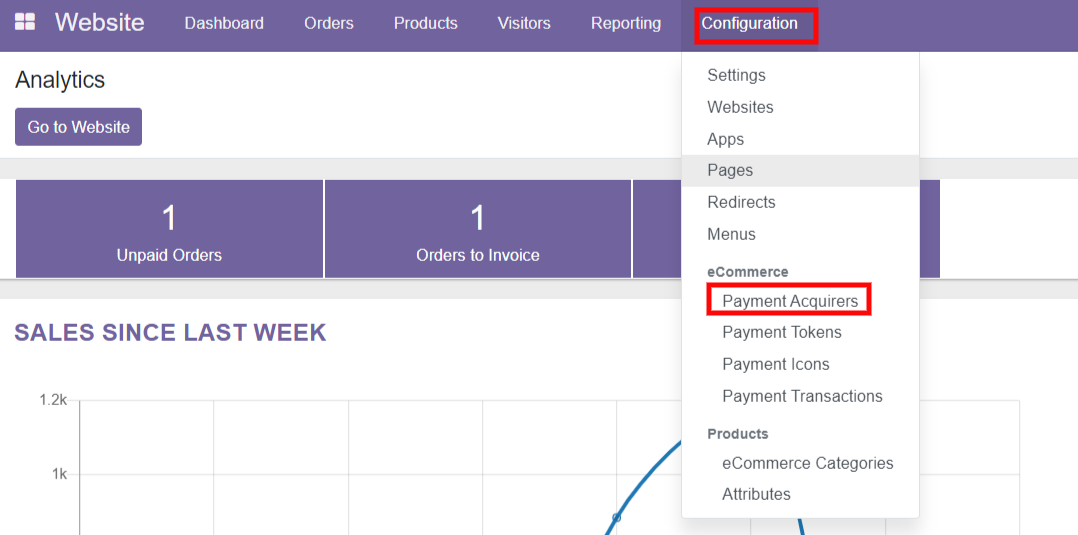 Website Dashboard Orders Products Visitors Reporting Configuration
Analytics
Go to Website
Settings
Websites
Apps
Pages
Redirects
Menus
eCommerce
Payment Acquirers
Payment Tokens
Payment Icons
Payment Transactions
Products
eCommerce Categories
Attributes
1
Unpaid Orders
1
Orders to Invoice
SALES SINCE LAST WEEK
1.2k
1k